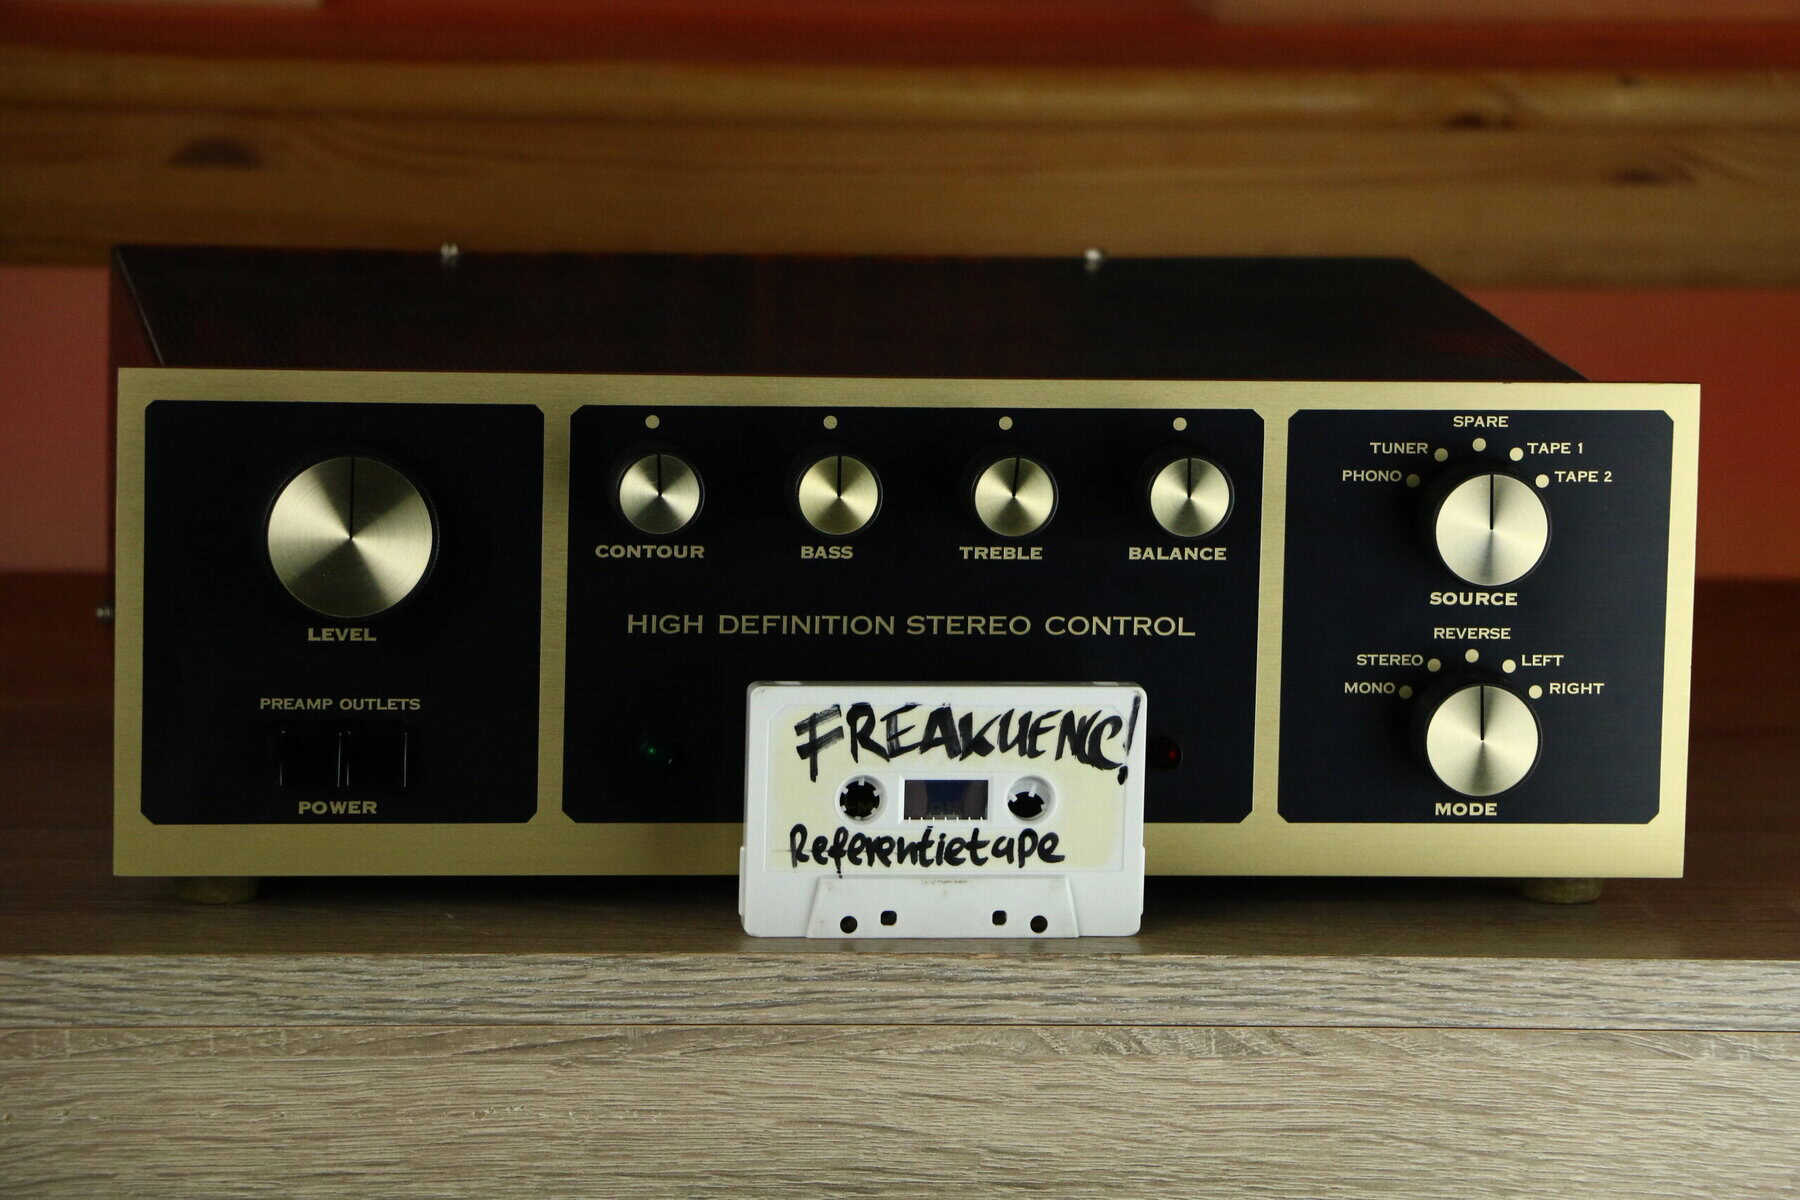 LEVEL
PREAMP OUTLETS
POWER
CONTOUR
BASS
TREBLE
BALANCE
HIGH DEFINITION STEREO CONTROL
SPARE
TUNER
TAPE 1
PHONO
TAPE 2
SOURCE
REVERSE
STEREO
LEFT
MONO
RIGHT
MODE
FREAKUENC!
Referentietape